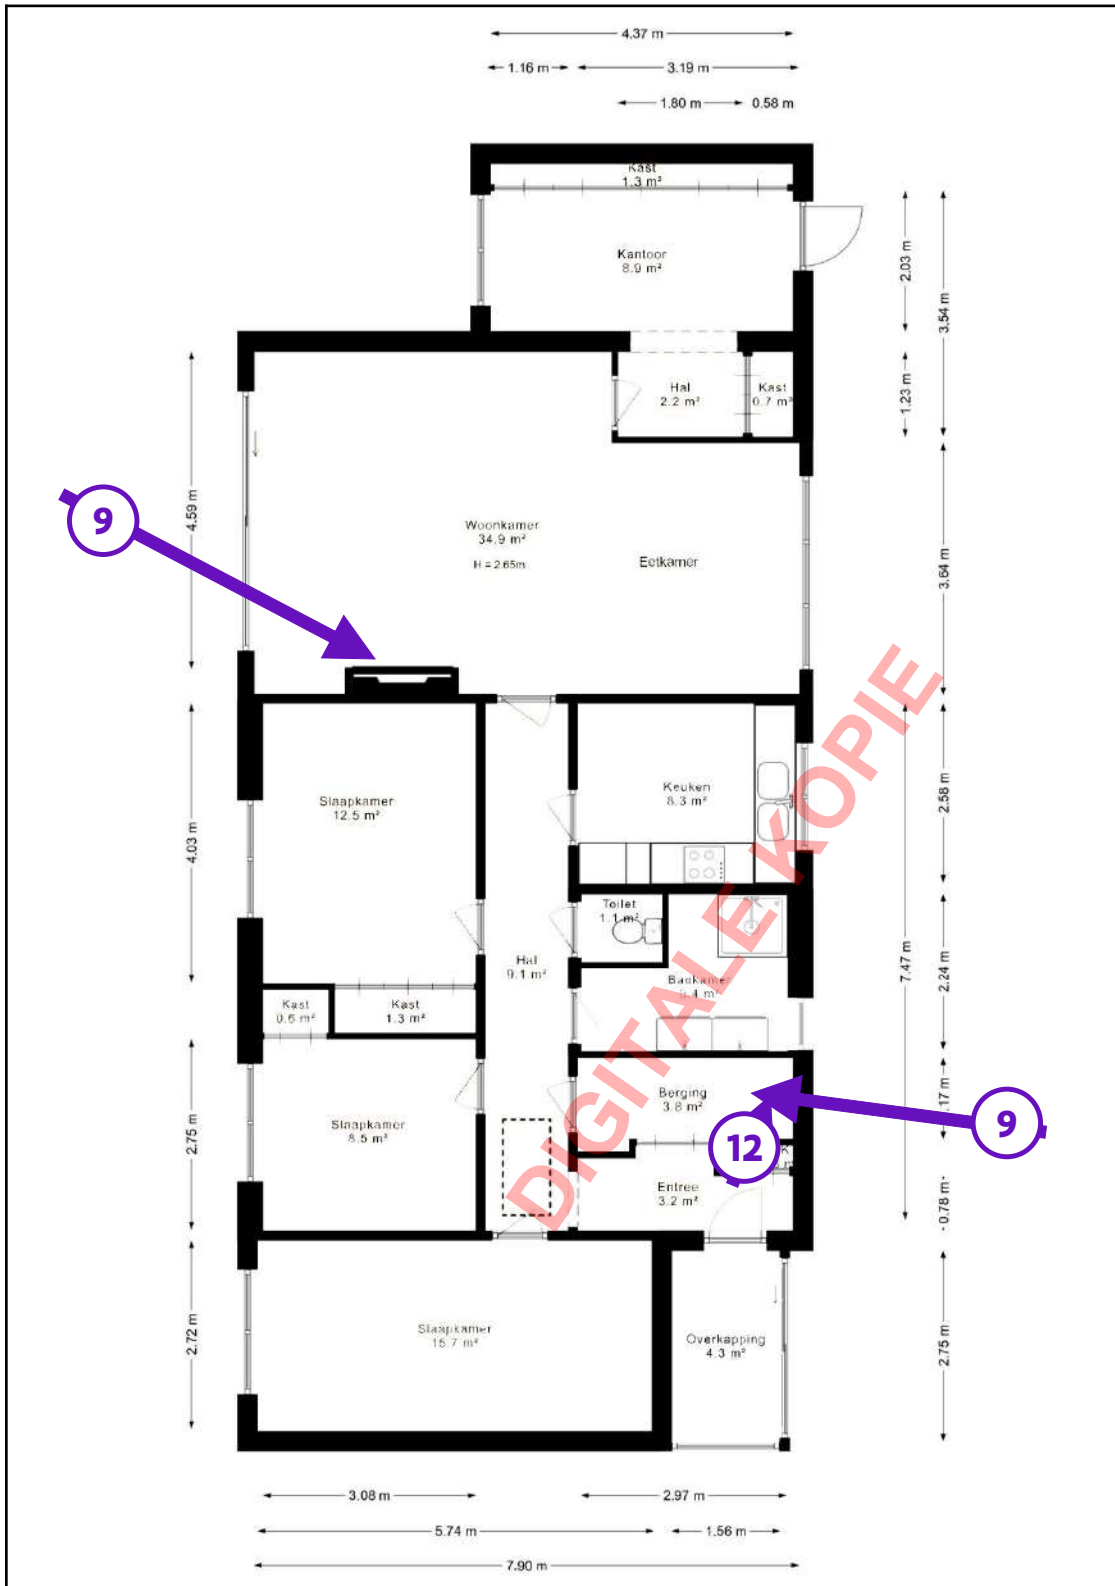 4.37 m
1.16 m
3.19 m
1.80 m
0.58 m
Kast
1.3 m²
Kantoor
8.9 m²
2.03 m
3.54 m
Hal
2.2 m²
Kast
0.7 m²
1.23 m
4.59 m
9
Woonkamer
34.9 m²
H = 2.65m
Eetkamer
3.64 m
Slaapkamer
12.5 m²
4.03 m
Keuken
8.3 m²
2.58 m
Toilet
1.1 m²
Hal
9.1 m²
Badkamer
7.47 m
2.24 m
Kast
0.6 m²
Kast
1.3 m²
Berging
3.8 m²
9
12
Slaapkamer
8.5 m²
2.75 m
Entree
3.2 m²
0.78 m
Slaapkamer
15.7 m²
2.72 m
Overkapping
4.3 m²
2.75 m
3.08 m
2.97 m
5.74 m
1.56 m
7.90 m
DIGITALE KOPIE